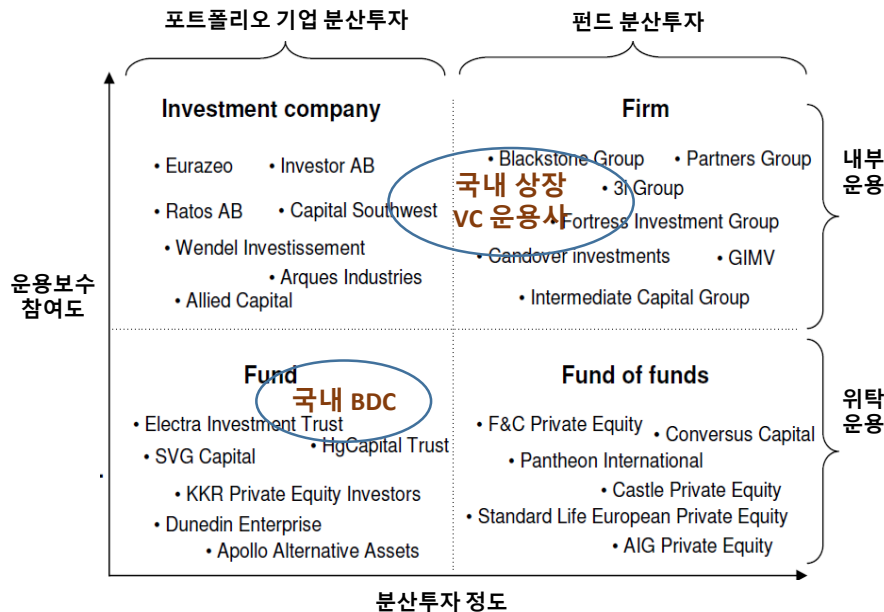 포트폴리오 기업 분산투자
펀드 분산투자
Investment company
Firm
• Eurazeo
• Investor AB
• Blackstone Group
• Partners Group
국내 상장
• 3i Group
• Ratos AB
• Capital Southwest
VC 운용사
• Fortress Investment Group
• Wendel Investissement
• Candover investments
• GIMV
• Arques Industries
• Allied Capital
• Intermediate Capital Group
내부
운용
운용보수
참여도
Fund
국내 BDC
Fund of funds
• Electra Investment Trust
• HgCapital Trust
• F&C Private Equity
• Conversus Capital
• SVG Capital
• Pantheon International
• KKR Private Equity Investors
• Castle Private Equity
• Dunedin Enterprise
• Standard Life European Private Equity
• Apollo Alternative Assets
• AIG Private Equity
위탁
운용
분산투자 정도